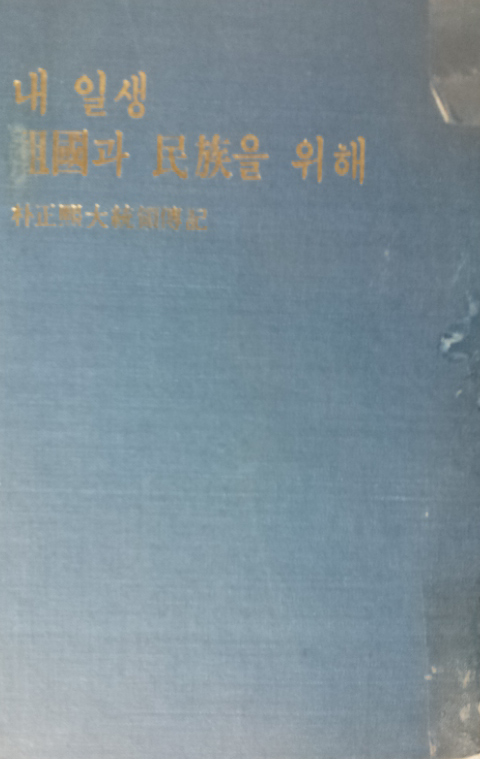 내 일생
祖國과 民族을 위해
朴正熙大統領傳記